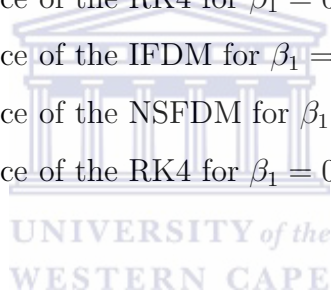 ce of the RK4 for β₁ = 0
ce of the IFDM for β₁ =
ce of the NSFDM for β₁
ce of the RK4 for β₁ = 0
UNIVERSITY of the
WESTERN CAPE